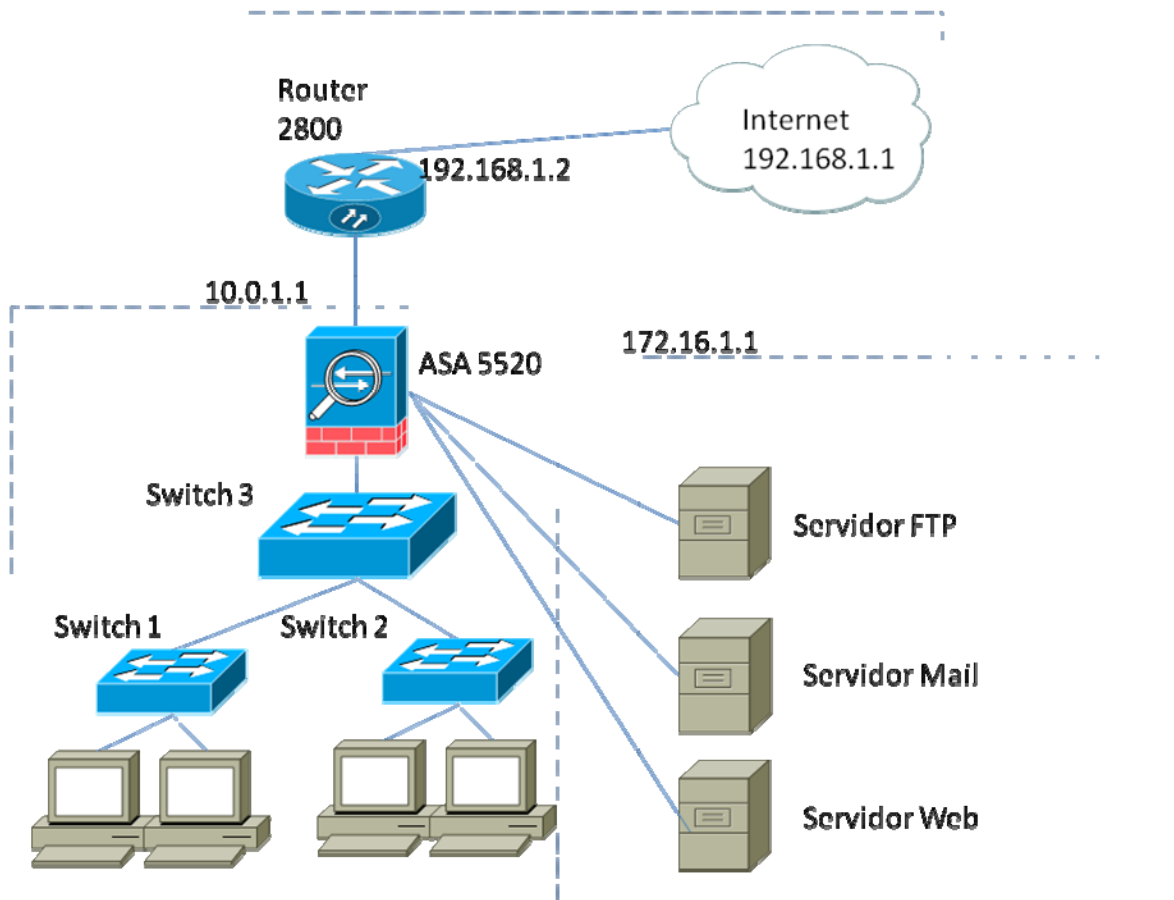 Router
2800
Internet
192.168.1.1
192.168.1.2
10.0.1.1
172.16.1.1
ASA 5520
Switch 3
Servidor FTP
Switch 1
Switch 2
Servidor Mail
Servidor Web